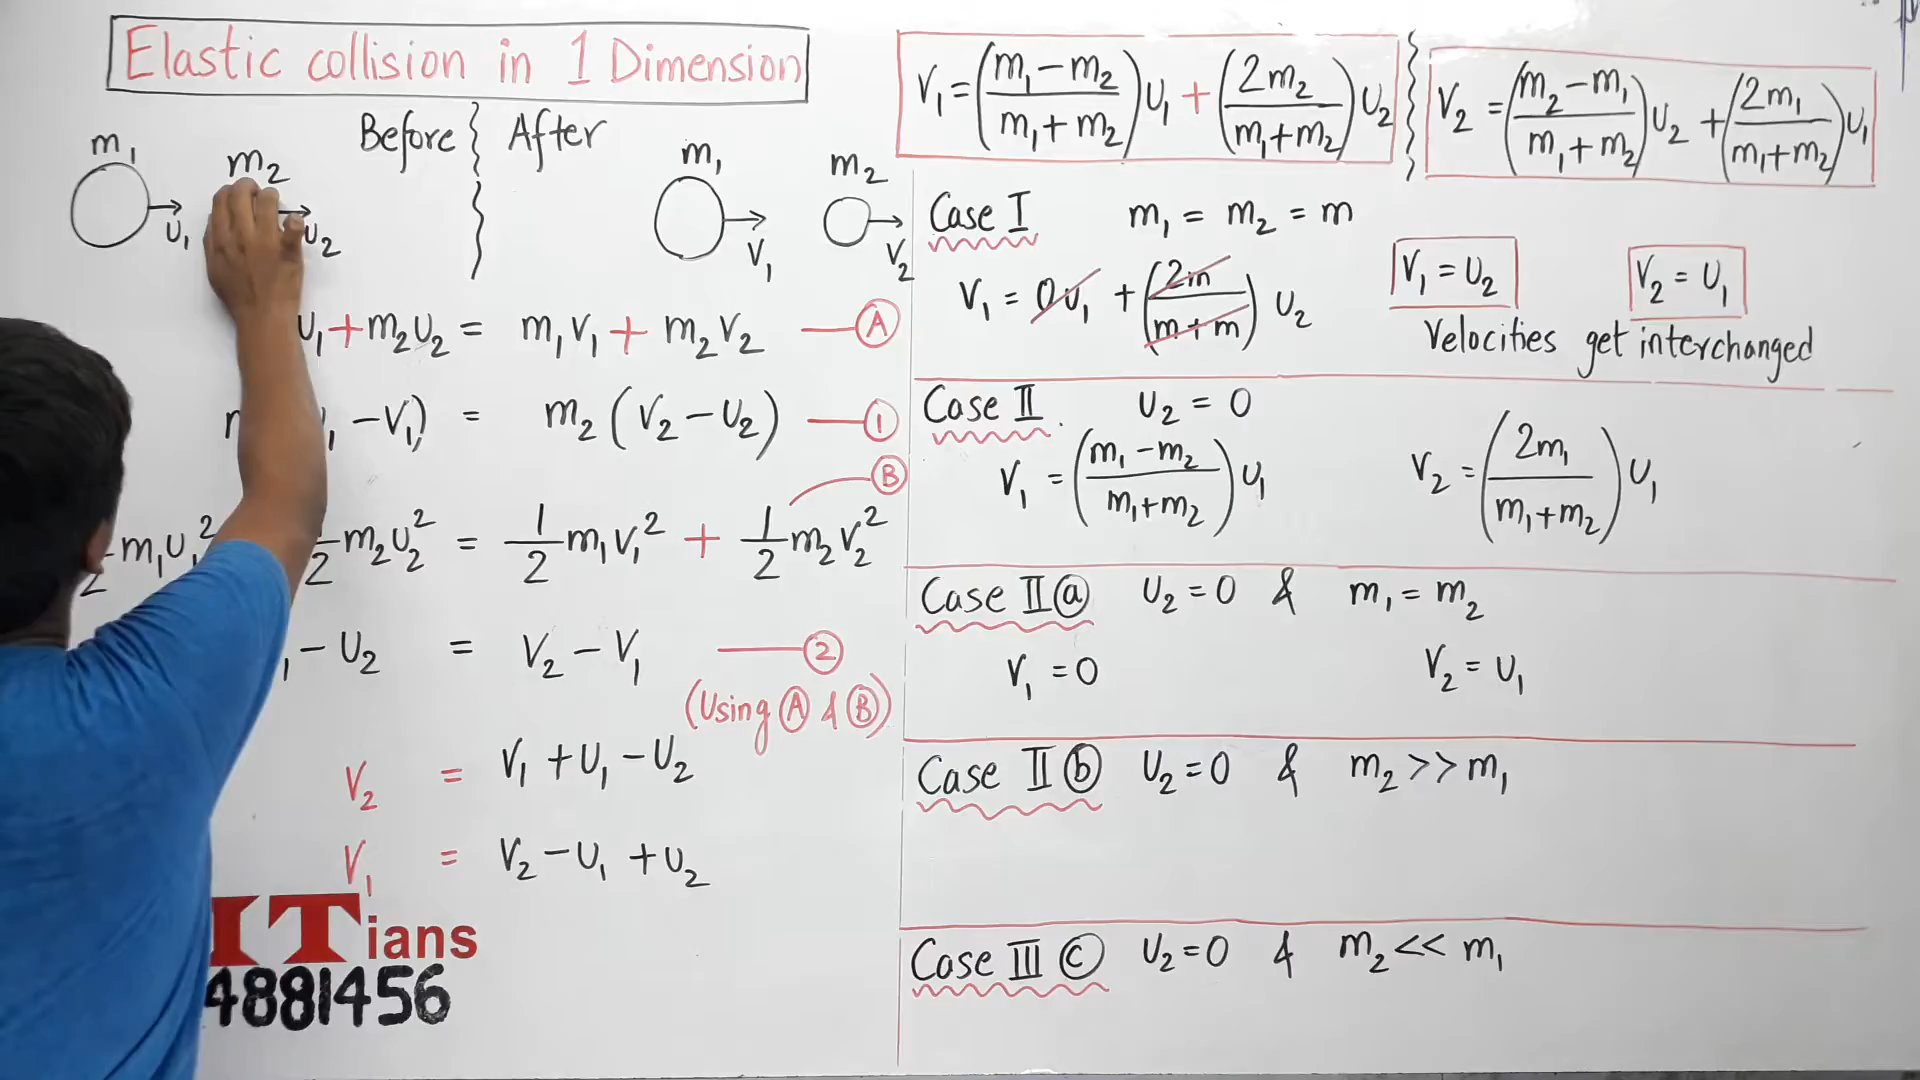 Elastic collision in 1 Dimension
Before After
m₁ m₂ m₁ m₂
U₁ U₂ V₁ V₂
U₁ + m₂U₂ = m₁V₁ + m₂V₂ — Ⓐ
- V₁) = m₂ (V₂ - U₂) — ①
Ⓑ
m₁U₁² 2 m₂U₂² = 1/2 m₁V₁² + 1/2 m₂V₂²
₁ - U₂ = V₂ - V₁ — ②
(Using Ⓐ & Ⓑ)
V₂ = V₁ + U₁ - U₂
V₁ = V₂ - U₁ + U₂
ITians
4881456
V₁ = ((m₁ - m₂)/(m₁ + m₂)) U₁ + (2m₂/(m₁+m₂)) U₂
V₂ = ((m₂ - m₁)/(m₁ + m₂)) U₂ + (2m₁/(m₁+m₂)) U₁
Case I m₁ = m₂ = m
V₁ = 0U₁ + (2m/(m+m)) U₂
V₁ = U₂ V₂ = U₁
Velocities get interchanged
Case II . U₂ = 0
V₁ = ((m₁ - m₂)/(m₁+m₂)) U₁ V₂ = (2m₁/(m₁+m₂)) U₁
Case II ⓐ U₂ = 0 & m₁ = m₂
V₁ = 0 V₂ = U₁
Case II ⓑ U₂ = 0 & m₂ >> m₁
Case III ⓒ U₂ = 0 & m₂ << m₁